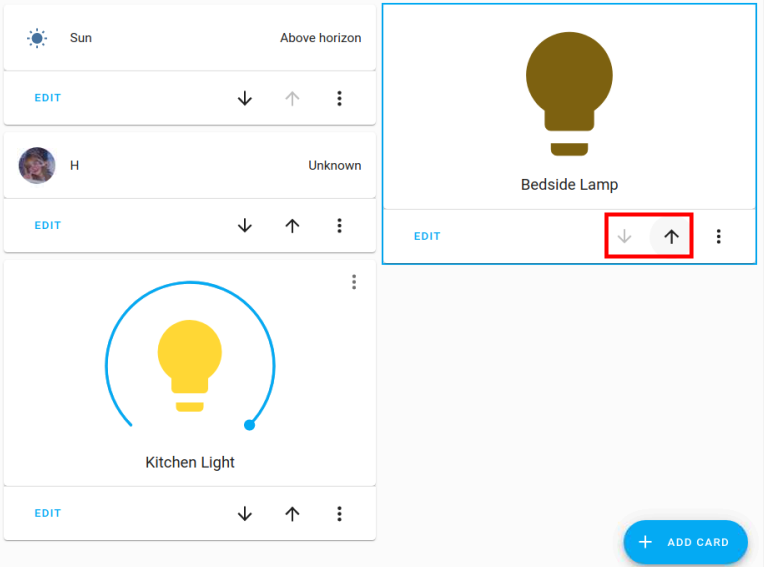 Sun Above horizon
EDIT
H Unknown
EDIT
Kitchen Light
EDIT
Bedside Lamp
EDIT
ADD CARD